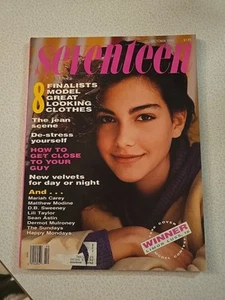 seventeen
8
FINALISTS
MODEL
GREAT
LOOKING
CLOTHES
The jean
scene
De-stress
yourself
HOW TO
GET CLOSE
TO YOUR
GUY
New velvets
for day or night
And . . .
Mariah Carey
Matthew Modine
D.B. Sweeney
Lili Taylor
Sean Astin
Dermot Mulroney
The Sundays
Happy Mondays
WINNER